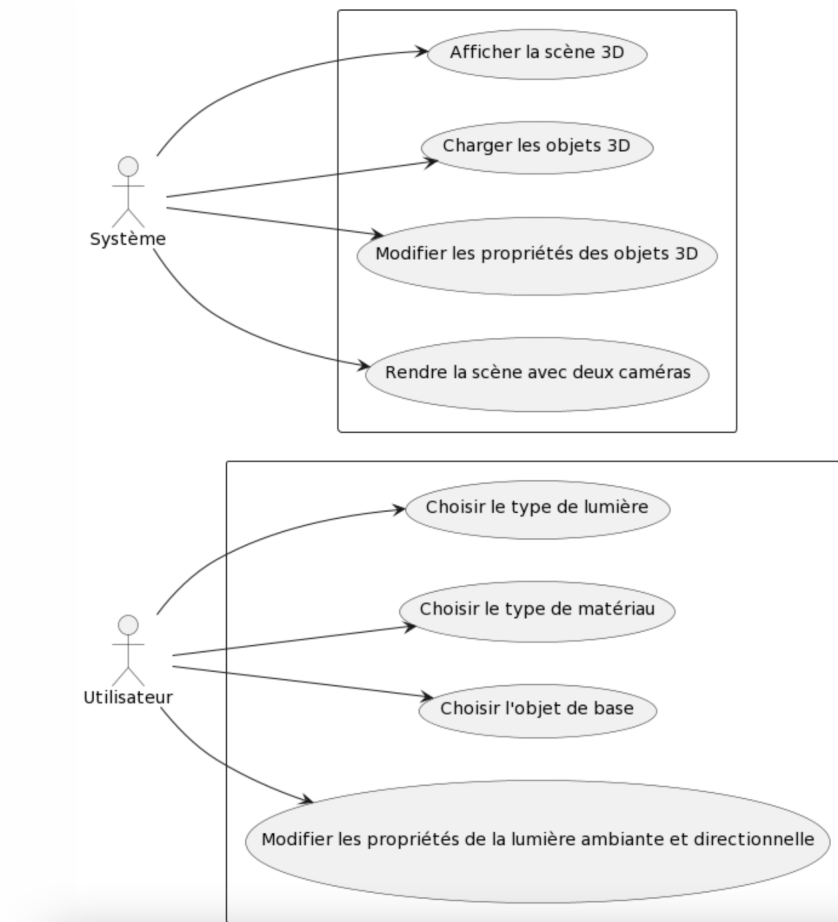 Afficher la scène 3D
Charger les objets 3D
Système
Modifier les propriétés des objets 3D
Rendre la scène avec deux caméras
Choisir le type de lumière
Choisir le type de matériau
Utilisateur
Choisir l'objet de base
Modifier les propriétés de la lumière ambiante et directionnelle